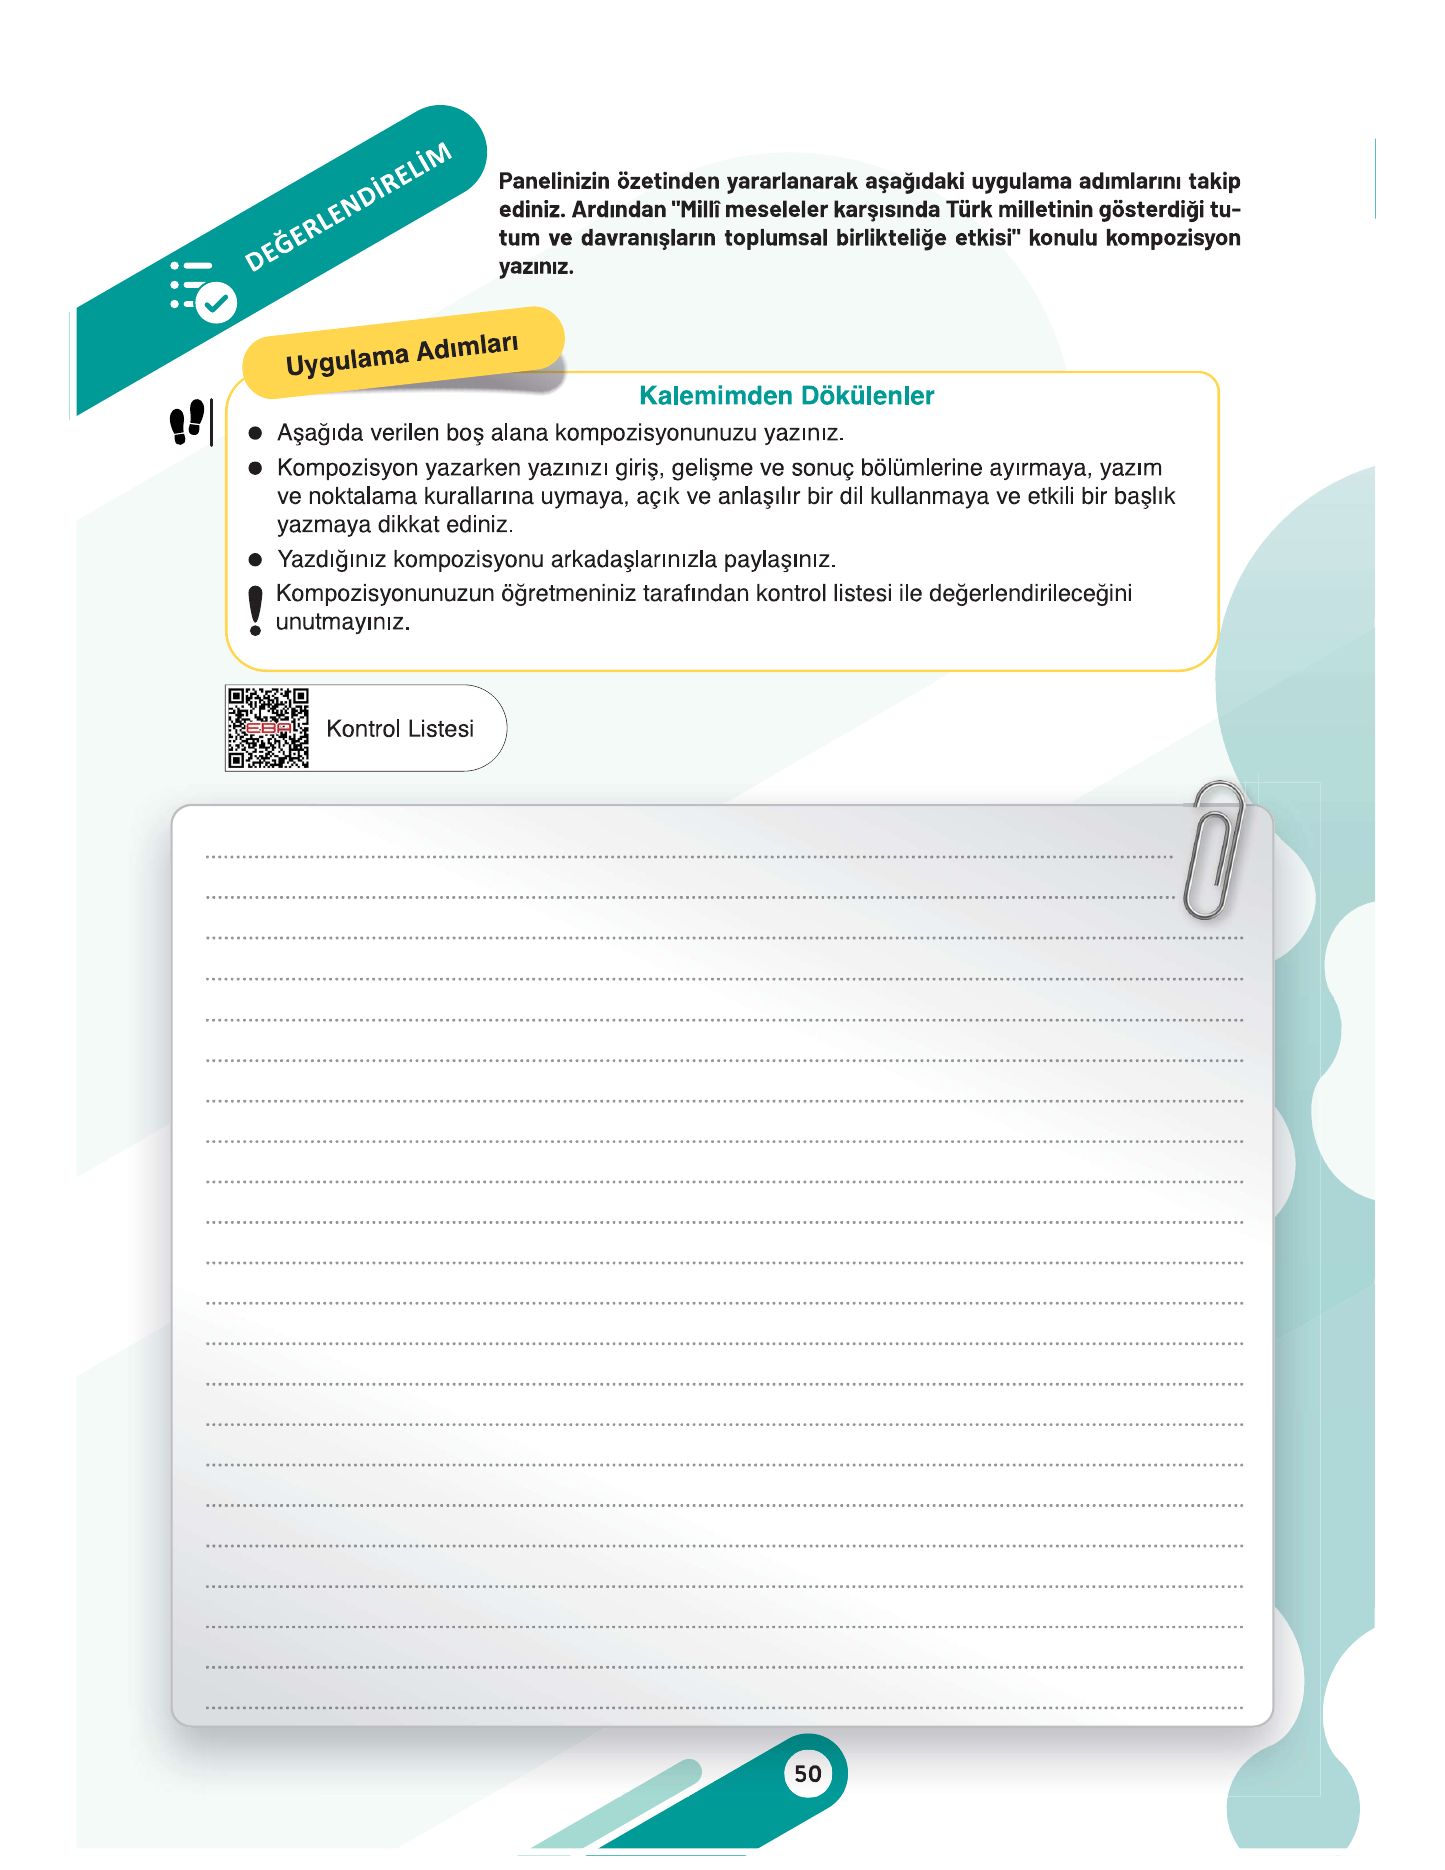 DEĞERLENDİRELİM
Panelinizin özetinden yararlanarak aşağıdaki uygulama adımlarını takip
ediniz. Ardından "Millî meseleler karşısında Türk milletinin gösterdiği tu-
tum ve davranışların toplumsal birlikteliğe etkisi" konulu kompozisyon
yazınız.
Uygulama Adımları
Kalemimden Dökülenler
● Aşağıda verilen boş alana kompozisyonunuzu yazınız.
● Kompozisyon yazarken yazınızı giriş, gelişme ve sonuç bölümlerine ayırmaya, yazım
ve noktalama kurallarına uymaya, açık ve anlaşılır bir dil kullanmaya ve etkili bir başlık
yazmaya dikkat ediniz.
● Yazdığınız kompozisyonu arkadaşlarınızla paylaşınız.
! Kompozisyonunuzun öğretmeniniz tarafından kontrol listesi ile değerlendirileceğini
unutmayınız.
EBA
Kontrol Listesi
50